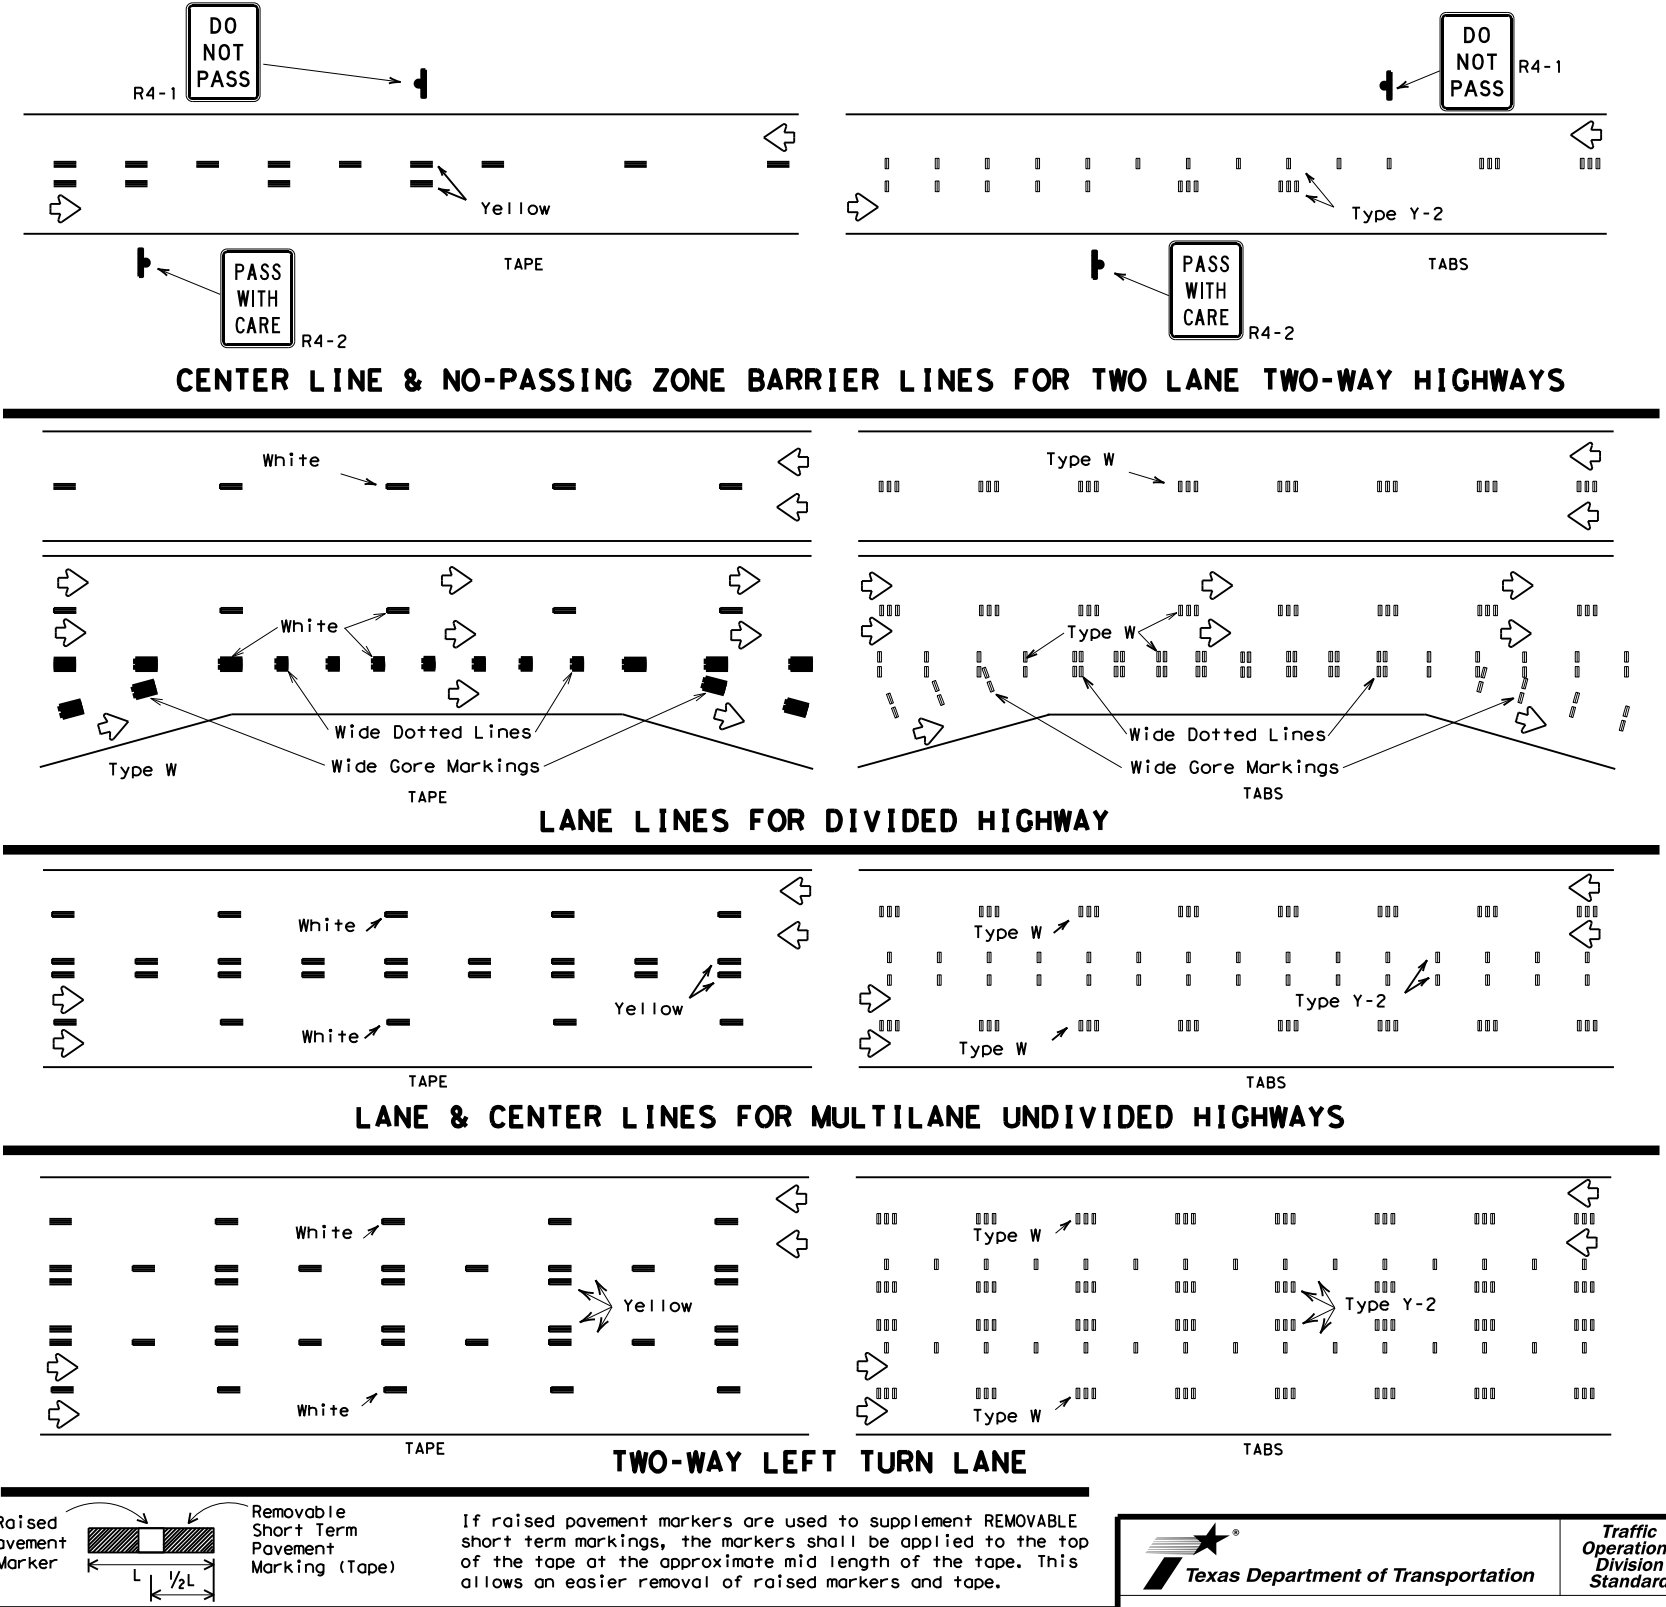 DO
NOT
PASS
R4-1
DO
NOT
PASS
R4-1
Yellow
Type Y-2
TAPE
TABS
PASS
WITH
CARE
R4-2
PASS
WITH
CARE
R4-2
CENTER LINE & NO-PASSING ZONE BARRIER LINES FOR TWO LANE TWO-WAY HIGHWAYS
White
Type W
White
Type W
Wide Dotted Lines
Wide Gore Markings
Type W
TAPE
Wide Dotted Lines
Wide Gore Markings
TABS
LANE LINES FOR DIVIDED HIGHWAY
White
Type W
Yellow
Type Y-2
White
Type W
TAPE
TABS
LANE & CENTER LINES FOR MULTILANE UNDIVIDED HIGHWAYS
White
Type W
Yellow
Type Y-2
White
Type W
TAPE
TABS
TWO-WAY LEFT TURN LANE
Raised
Pavement
Marker
L
1/2L
Removable
Short Term
Pavement
Marking (Tape)
If raised pavement markers are used to supplement REMOVABLE
short term markings, the markers shall be applied to the top
of the tape at the approximate mid length of the tape. This
allows an easier removal of raised markers and tape.
®
Texas Department of Transportation
Traffic
Operation
Division
Standard